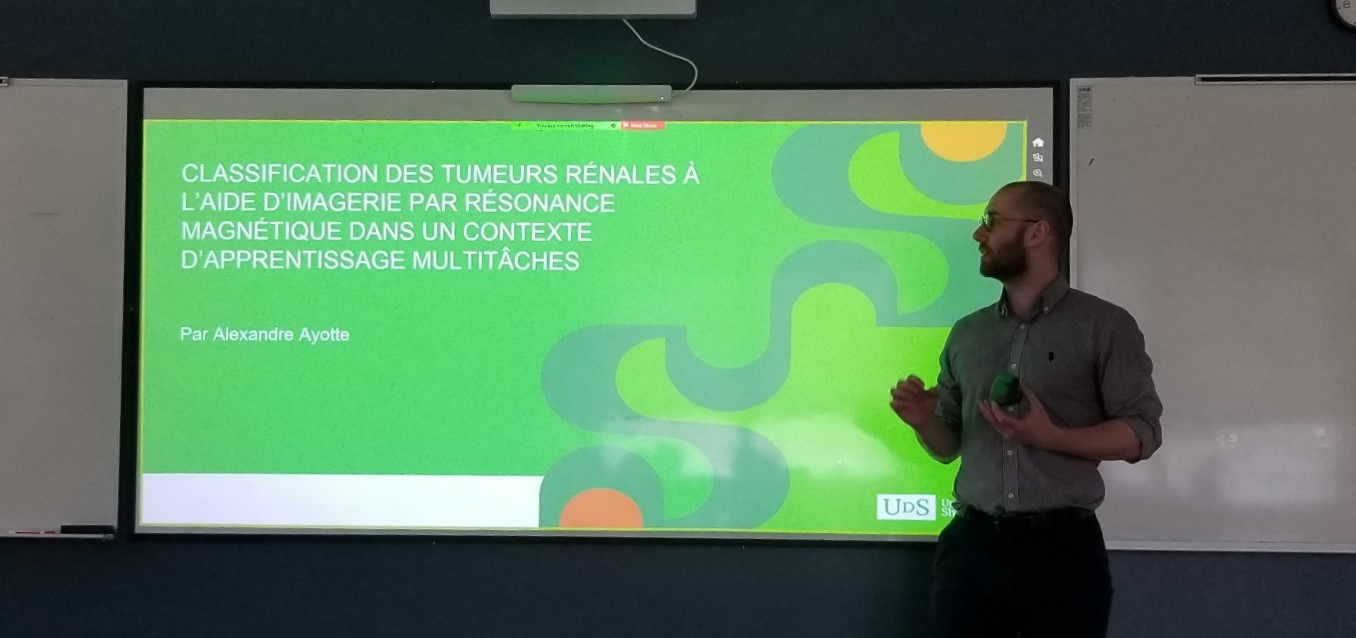 CLASSIFICATION DES TUMEURS RÉNALES À
L'AIDE D'IMAGERIE PAR RÉSONANCE
MAGNÉTIQUE DANS UN CONTEXTE
D'APPRENTISSAGE MULTITÂCHES
Par Alexandre Ayotte
UDS